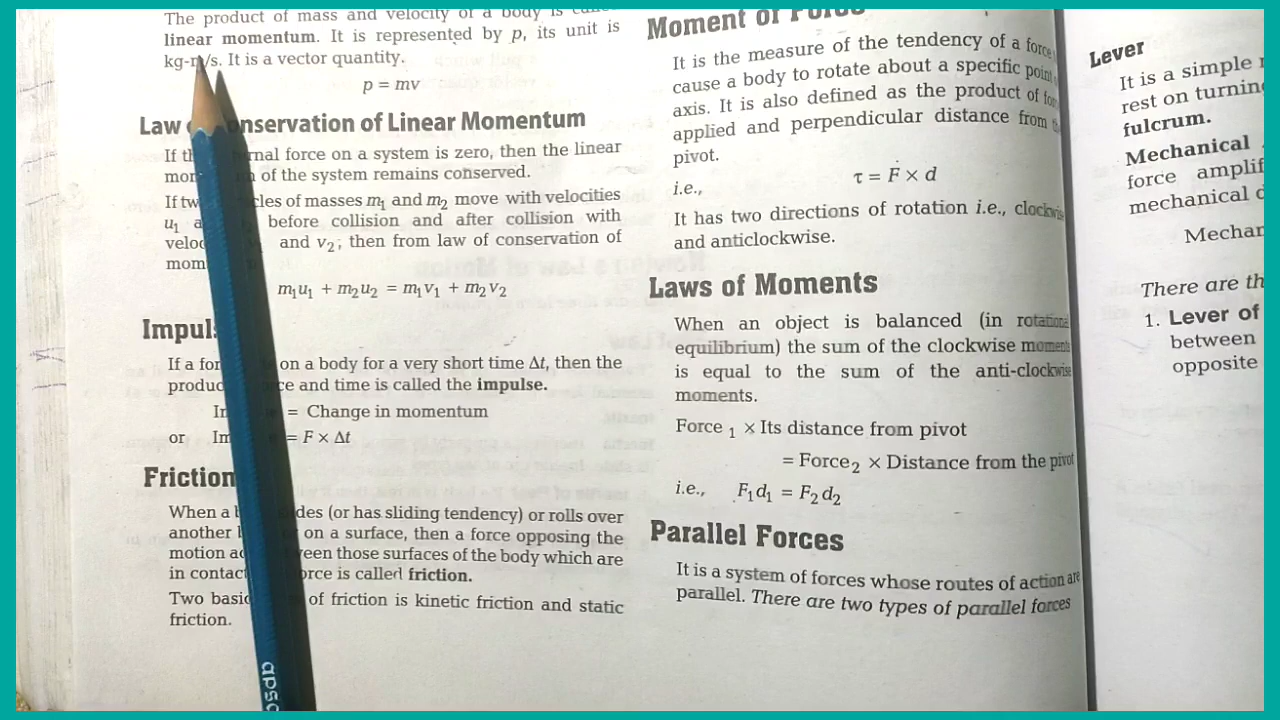 The product of mass and velocity of a body is
linear momentum. It is represented by p, its unit is
kg-m/s. It is a vector quantity.
p = mv
Law nservation of Linear Momentum
If th nal force on a system is zero, then the linear
mor of the system remains conserved.
If tw cles of masses m₁ and m₂ move with velocities
u₁ a before collision and after collision with
veloc and v₂, then from law of conservation of
mom
m₁u₁ + m₂u₂ = m₁v₁ + m₂v₂
Impul
If a for on a body for a very short time Δt, then the
produc ce and time is called the impulse.
Im = Change in momentum
or Im = F × Δt
Friction
When a b des (or has sliding tendency) or rolls over
another on a surface, then a force opposing the
motion ac een those surfaces of the body which are
in contac orce is called friction.
Two basic of friction is kinetic friction and static
friction.
apsa
Moment of Force
It is the measure of the tendency of a force
cause a body to rotate about a specific point
axis. It is also defined as the product of for
applied and perpendicular distance from the
pivot.
i.e., τ = F × d
It has two directions of rotation i.e., clockwis
and anticlockwise.
Laws of Moments
When an object is balanced (in rotational
equilibrium) the sum of the clockwise moments
is equal to the sum of the anti-clockwise
moments.
Force ₁ × Its distance from pivot
= Force₂ × Distance from the pivot
i.e., F₁d₁ = F₂d₂
Parallel Forces
It is a system of forces whose routes of action are
parallel. There are two types of parallel forces
Lever
It is a simple
rest on turnin
fulcrum.
Mechanical
force amplif
mechanical
Mechar
There are th
1. Lever of
between
opposite